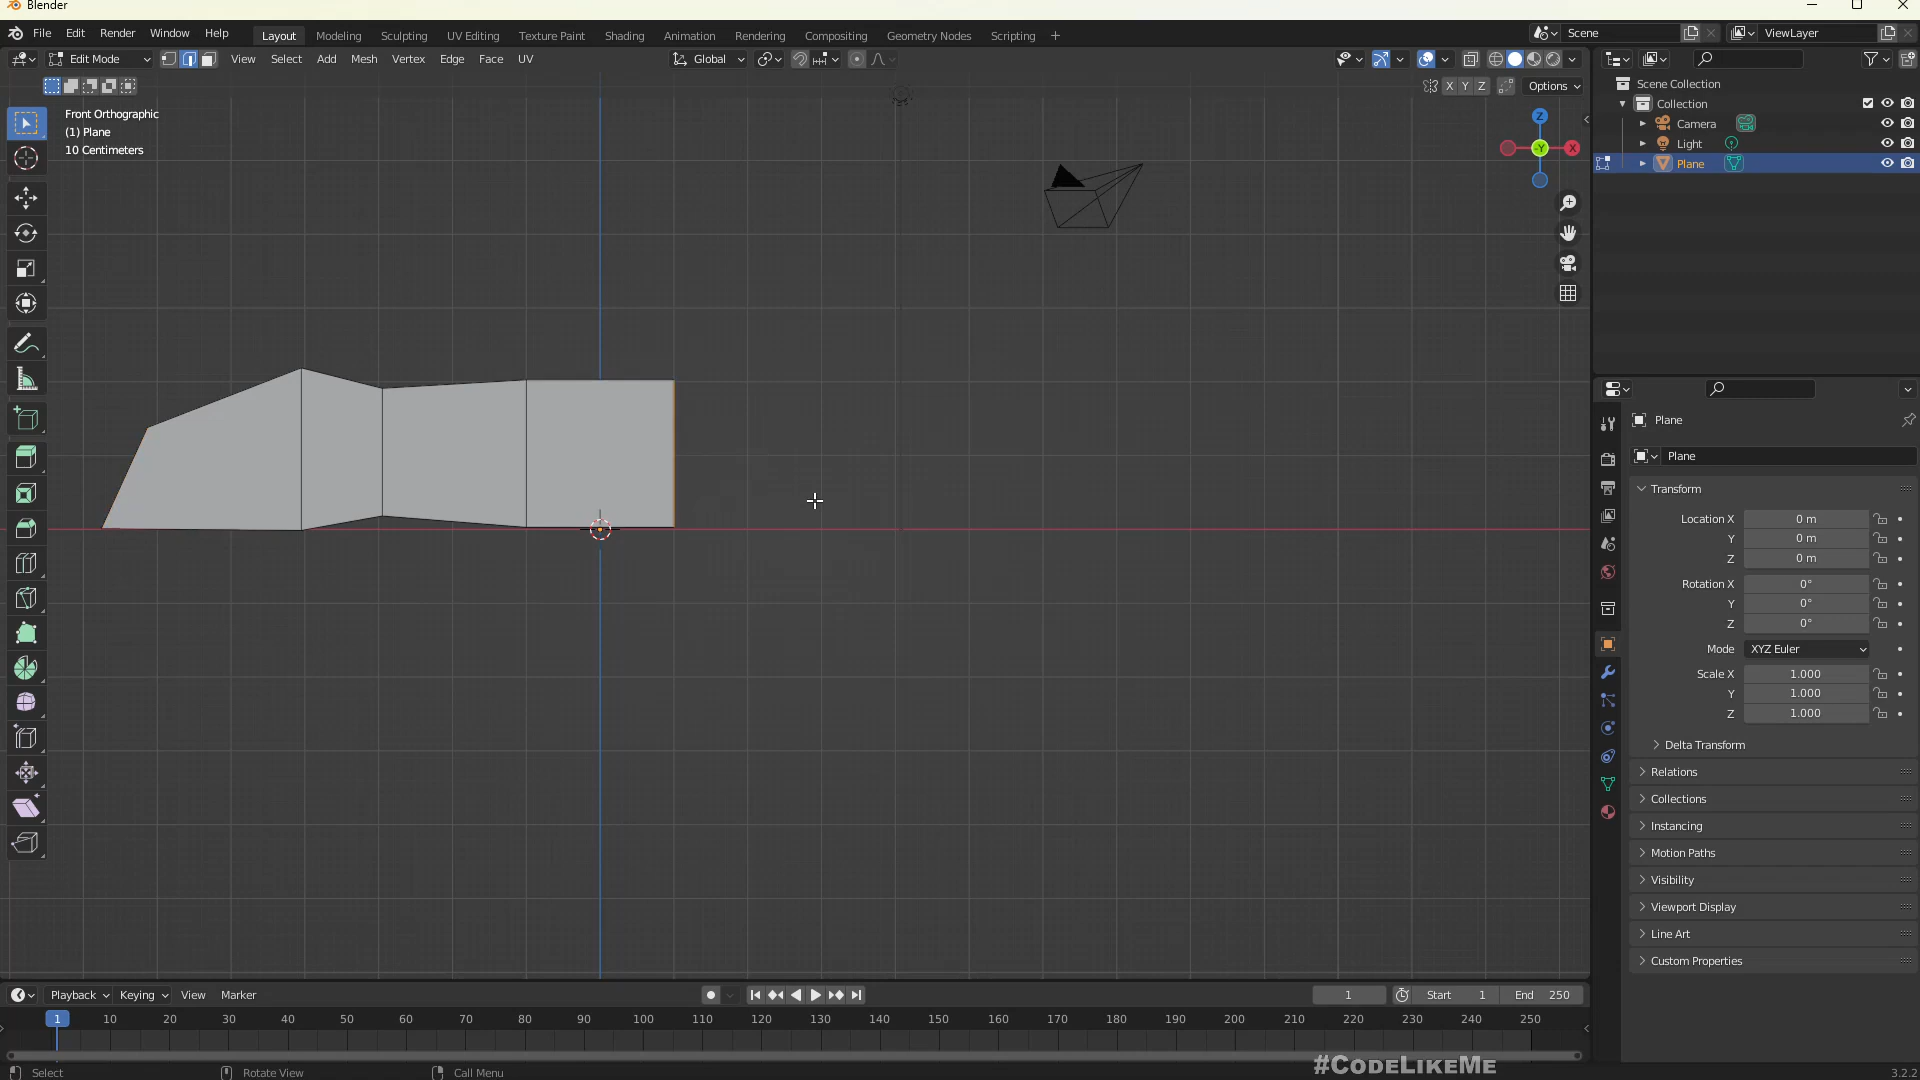 Blender
File Edit Render Window Help
Layout Modeling Sculpting UV Editing Texture Paint Shading Animation Rendering Compositing Geometry Nodes Scripting +
Scene
ViewLayer
Edit Mode
View Select Add Mesh Vertex Edge Face UV
Global
X Y Z
Options
Front Orthographic
(1) Plane
10 Centimeters
Z
-Y
X
Scene Collection
Collection
Camera
Light
Plane
Plane
Plane
Transform
Location X 0 m
Y 0 m
Z 0 m
Rotation X 0°
Y 0°
Z 0°
Mode XYZ Euler
Scale X 1.000
Y 1.000
Z 1.000
Delta Transform
Relations
Collections
Instancing
Motion Paths
Visibility
Viewport Display
Line Art
Custom Properties
Playback Keying View Marker
1
Start 1
End 250
1 10 20 30 40 50 60 70 80 90 100 110 120 130 140 150 160 170 180 190 200 210 220 230 240 250
#CodeLikeMe
Select
Rotate View
Call Menu
3.2.2